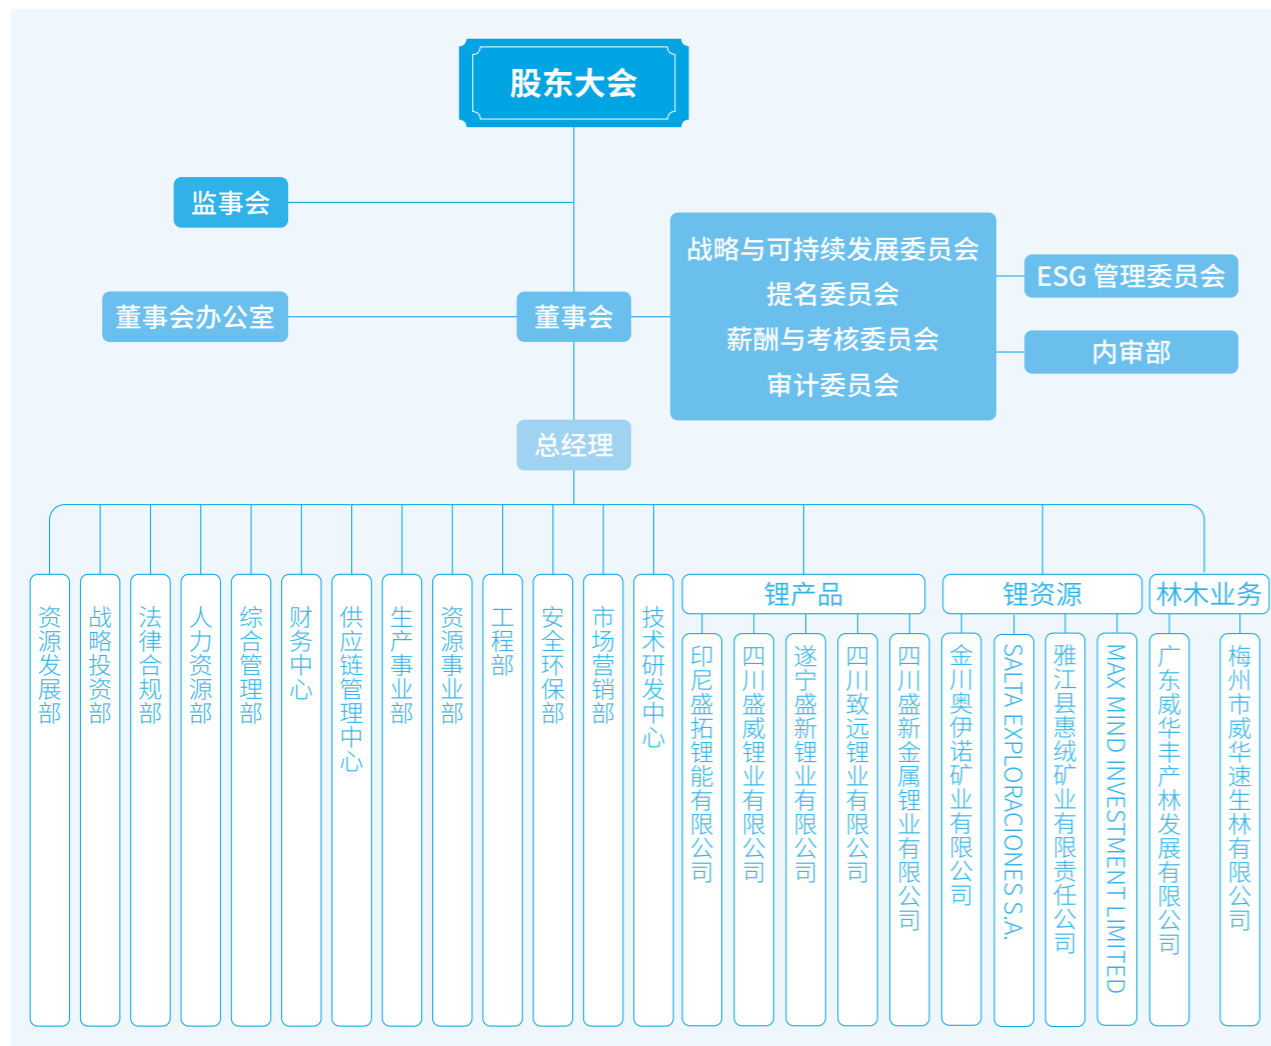 股东大会
监事会
战略与可持续发展委员会
提名委员会
薪酬与考核委员会
审计委员会
ESG 管理委员会
内审部
董事会办公室
董事会
总经理
资源发展部
战略投资部
法律合规部
人力资源部
综合管理部
财务中心
供应链管理中心
生产事业部
资源事业部
工程部
安全环保部
市场营销部
技术研发中心
锂产品
印尼盛拓锂能有限公司
四川盛威锂业有限公司
遂宁盛新锂业有限公司
四川致远锂业有限公司
四川盛新金属锂业有限公司
锂资源
金川奥伊诺矿业有限公司
SALTA EXPLORACIONES S.A.
雅江县惠绒矿业有限责任公司
MAX MIND INVESTMENT LIMITED
林木业务
广东威华丰产林发展有限公司
梅州市威华速生林有限公司